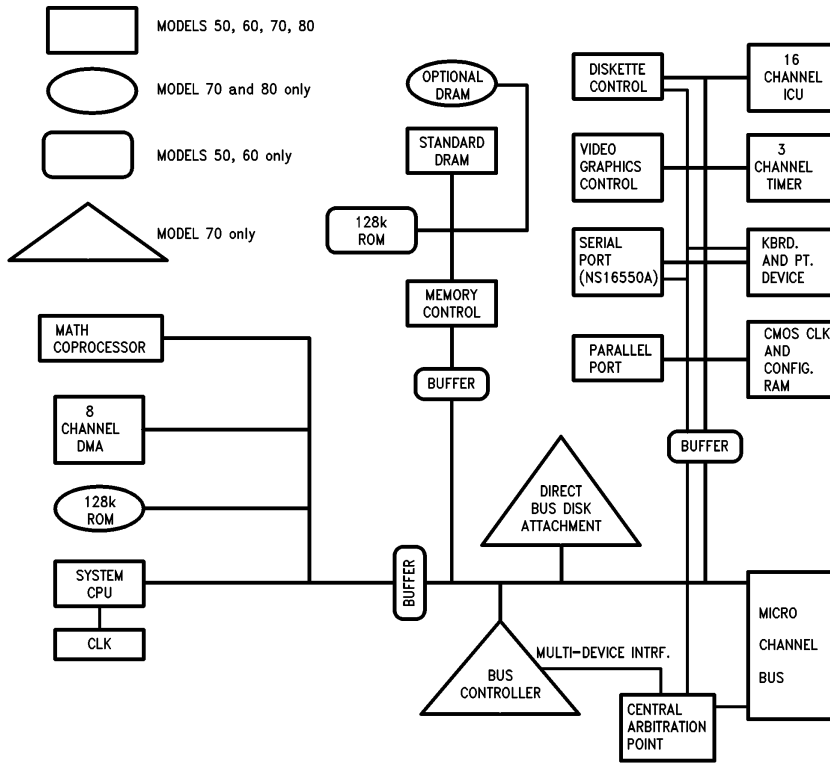 MODELS 50, 60, 70, 80
MODEL 70 and 80 only
MODELS 50, 60 only
MODEL 70 only
OPTIONAL
DRAM
STANDARD
DRAM
128k
ROM
MEMORY
CONTROL
BUFFER
DISKETTE
CONTROL
VIDEO
GRAPHICS
CONTROL
SERIAL
PORT
(NS16550A)
PARALLEL
PORT
16
CHANNEL
ICU
3
CHANNEL
TIMER
KBRD.
AND PT.
DEVICE
CMOS CLK
AND
CONFIG.
RAM
BUFFER
MATH
COPROCESSOR
8
CHANNEL
DMA
128k
ROM
SYSTEM
CPU
CLK
BUFFER
DIRECT
BUS DISK
ATTACHMENT
BUS
CONTROLLER
MULTI-DEVICE INTRF.
CENTRAL
ARBITRATION
POINT
MICRO
CHANNEL
BUS